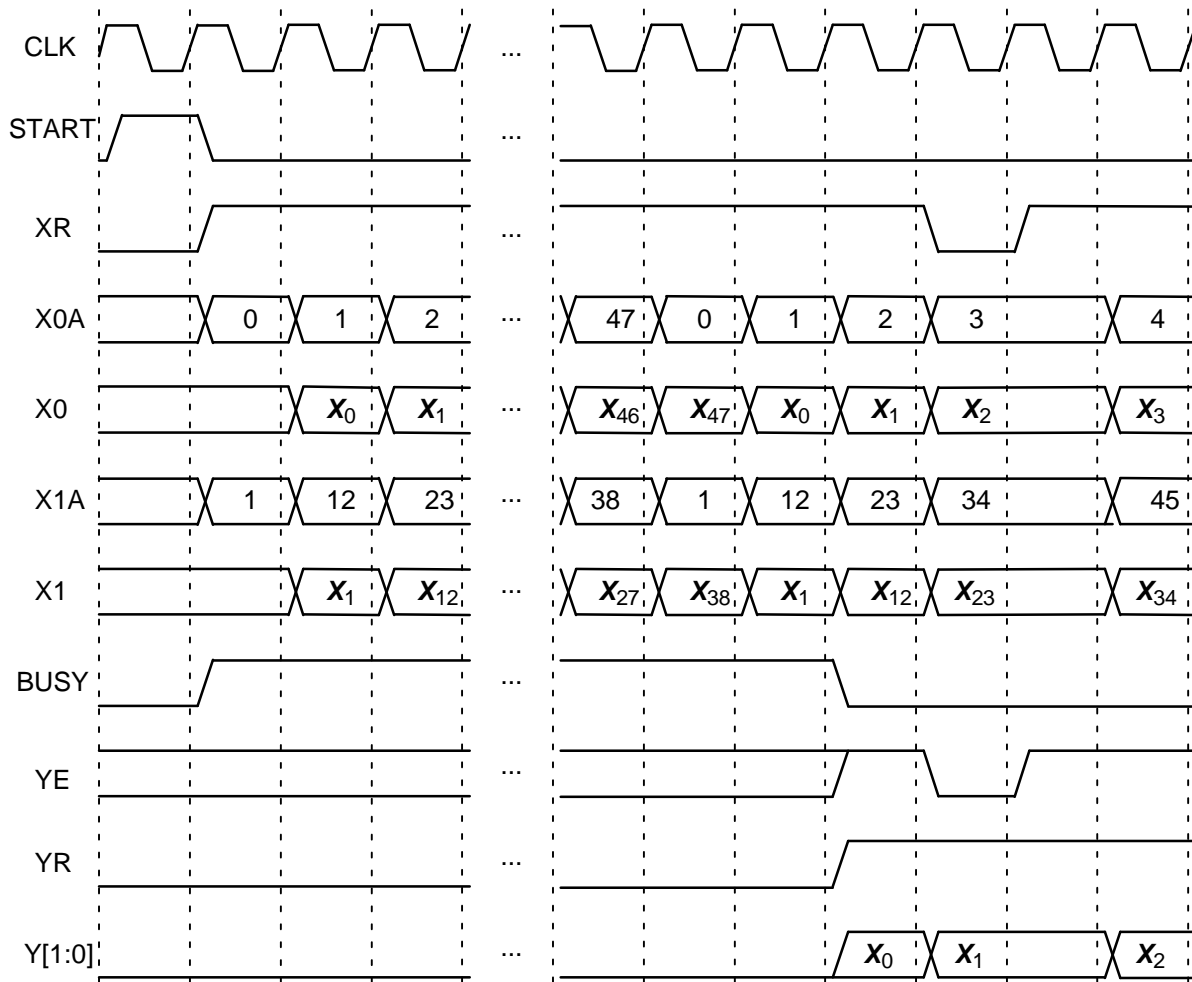 CLK ...
START ...
XR ...
X0A 0 1 2 ... 47 0 1 2 3 4
X0 X0 X1 ... X46 X47 X0 X1 X2 X3
X1A 1 12 23 ... 38 1 12 23 34 45
X1 X1 X12 ... X27 X38 X1 X12 X23 X34
BUSY ...
YE ...
YR ...
Y[1:0] ... X0 X1 X2